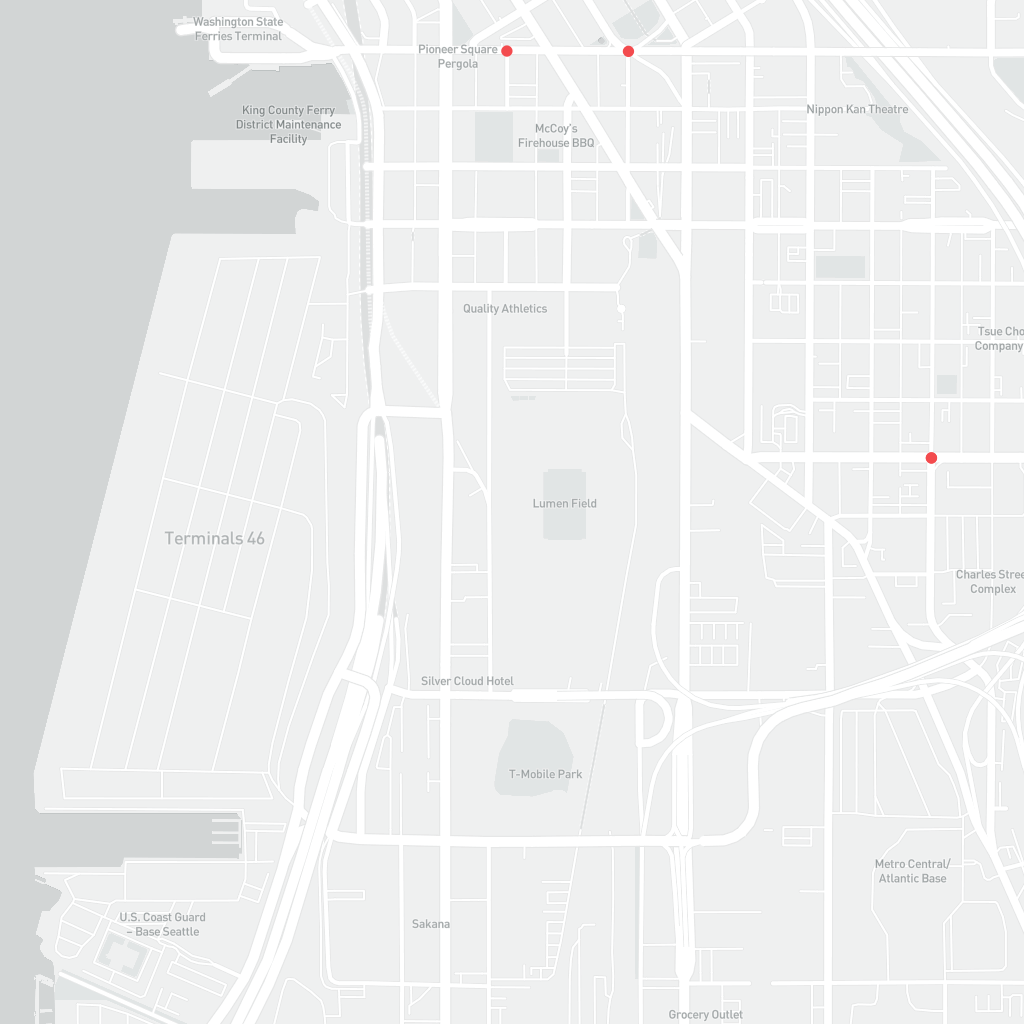 Washington State
Ferries Terminal
Pioneer Square
Pergola
King County Ferry
District Maintenance
Facility
McCoy's
Firehouse BBQ
Nippon Kan Theatre
Quality Athletics
Tsue Cho
Company
Lumen Field
Terminals 46
Charles Stree
Complex
Silver Cloud Hotel
T-Mobile Park
Metro Central/
Atlantic Base
U.S. Coast Guard
– Base Seattle
Sakana
Grocery Outlet